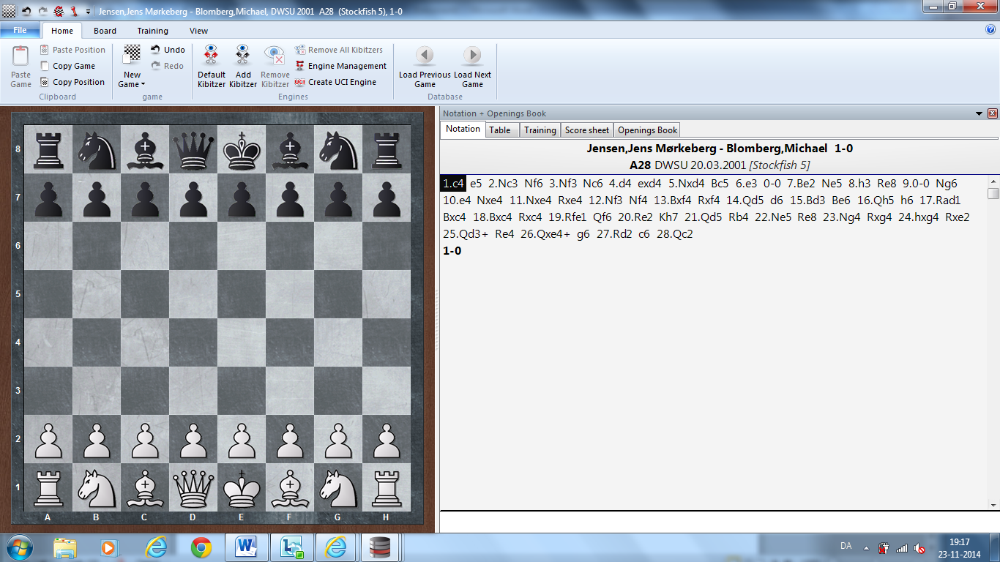 Jensen,Jens Mørkeberg - Blomberg,Michael, DWSU 2001  A28  (Stockfish 5), 1-0
File Home Board Training View
Paste Game
Paste Position
Copy Game
Copy Position
Clipboard
New Game
Undo
Redo
game
Default Kibitzer
Add Kibitzer
Remove Kibitzer
Remove All Kibitzers
Engine Management
UCI Create UCI Engine
Engines
Load Previous Game
Load Next Game
Database
Notation + Openings Book
Notation Table Training Score sheet Openings Book
Jensen,Jens Mørkeberg - Blomberg,Michael  1-0
A28 DWSU 20.03.2001 [Stockfish 5]
1.c4 e5 2.Nc3 Nf6 3.Nf3 Nc6 4.d4 exd4 5.Nxd4 Bc5 6.e3 0-0 7.Be2 Ne5 8.h3 Re8 9.0-0 Ng6
10.e4 Nxe4 11.Nxe4 Rxe4 12.Nf3 Nf4 13.Bxf4 Rxf4 14.Qd5 d6 15.Bd3 Be6 16.Qh5 h6 17.Rad1
Bxc4 18.Bxc4 Rxc4 19.Rfe1 Qf6 20.Re2 Kh7 21.Qd5 Rb4 22.Ne5 Re8 23.Ng4 Rxg4 24.hxg4 Rxe2
25.Qd3+ Re4 26.Qxe4+ g6 27.Rd2 c6 28.Qc2
1-0
8
7
6
5
4
3
2
1
A B C D E F G H
DA
19:17
23-11-2014